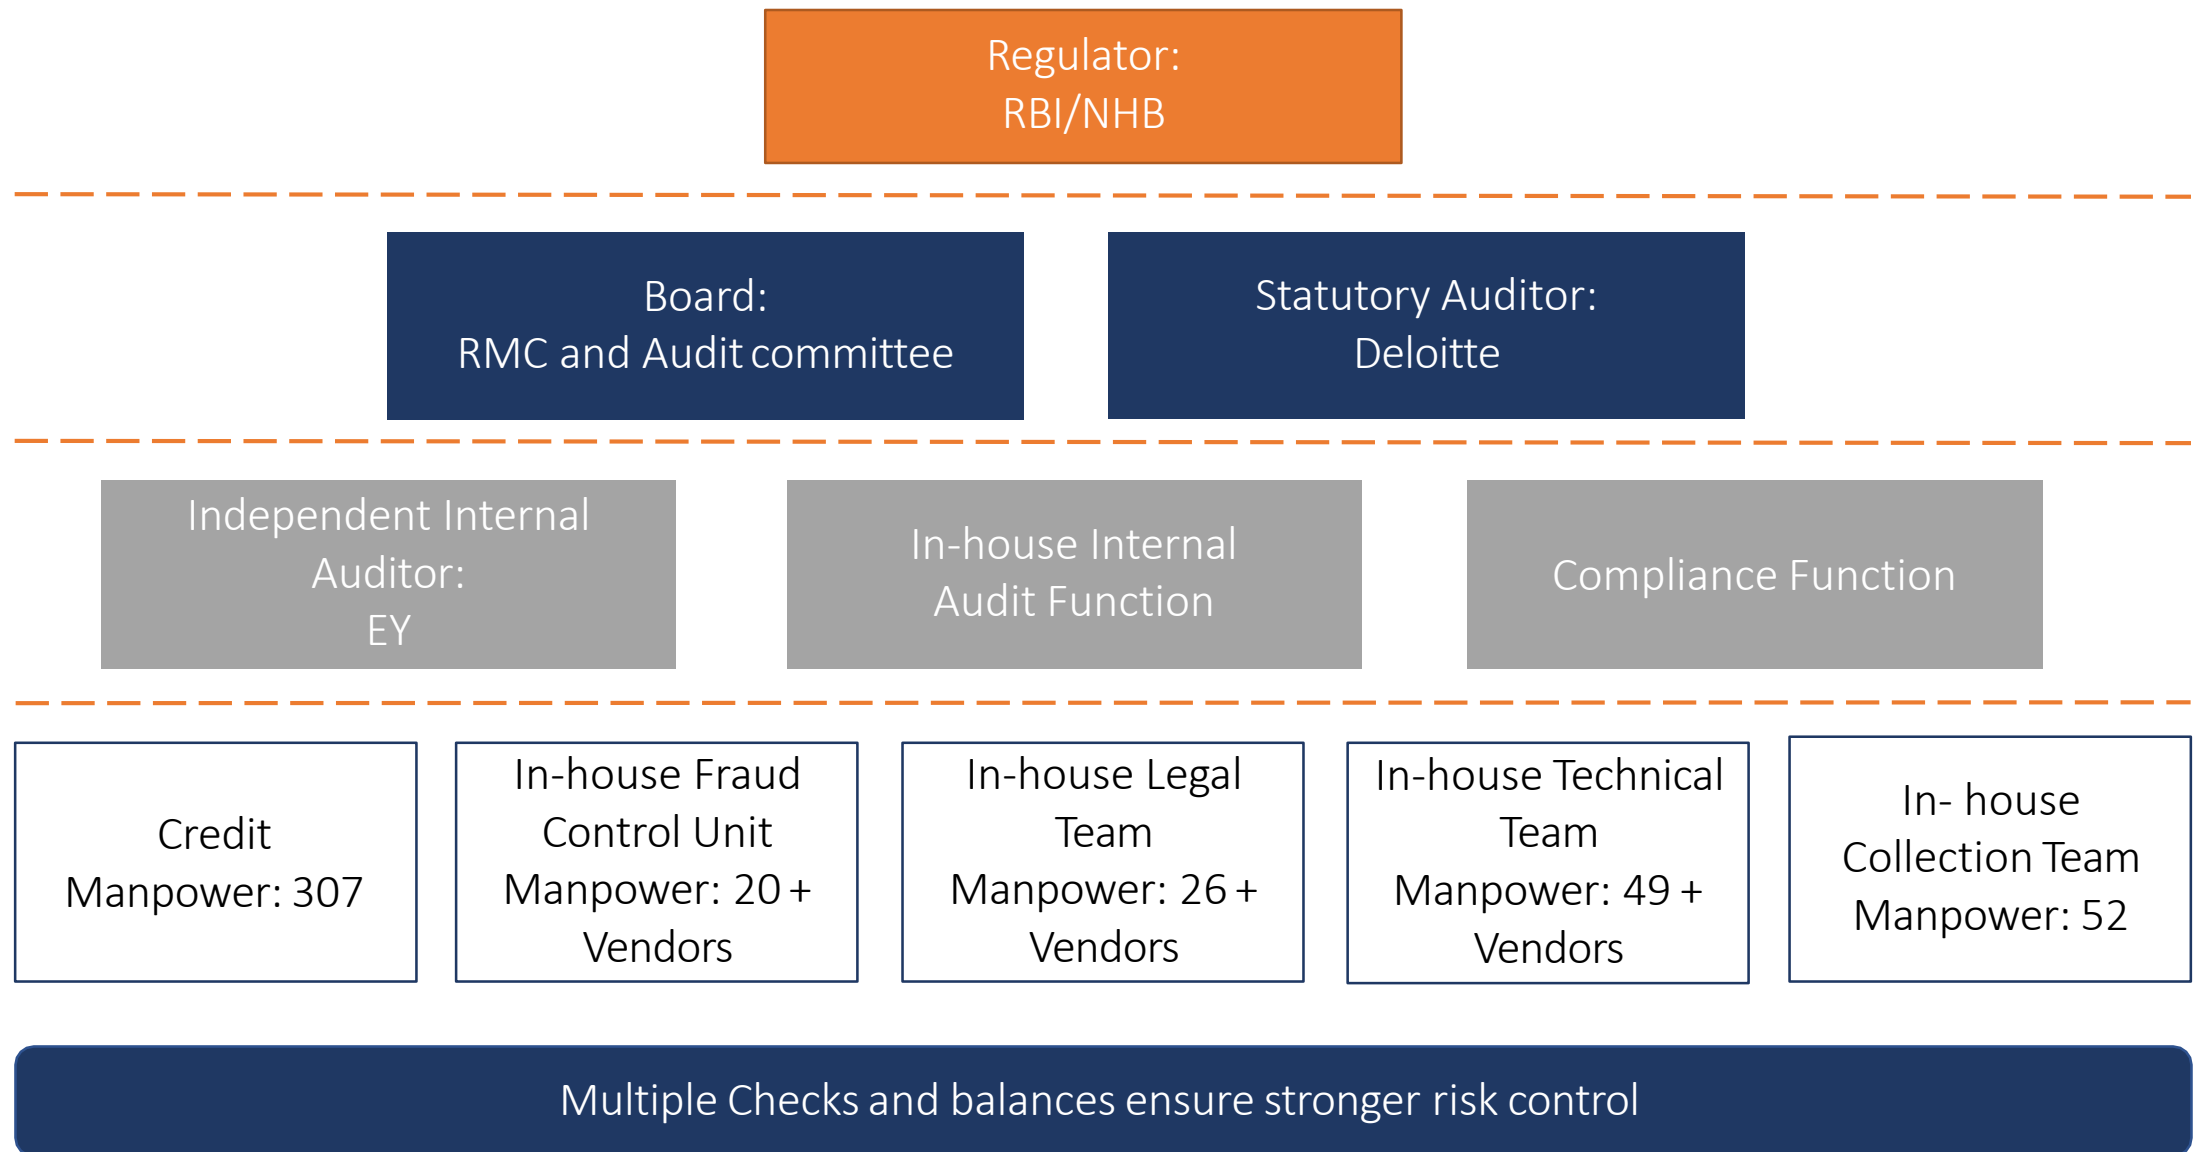 Regulator:
RBI/NHB
Board:
RMC and Audit committee
Statutory Auditor:
Deloitte
Independent Internal
Auditor:
EY
In-house Internal
Audit Function
Compliance Function
Credit
Manpower: 307
In-house Fraud
Control Unit
Manpower: 20 +
Vendors
In-house Legal
Team
Manpower: 26 +
Vendors
In-house Technical
Team
Manpower: 49 +
Vendors
In- house
Collection Team
Manpower: 52
Multiple Checks and balances ensure stronger risk control